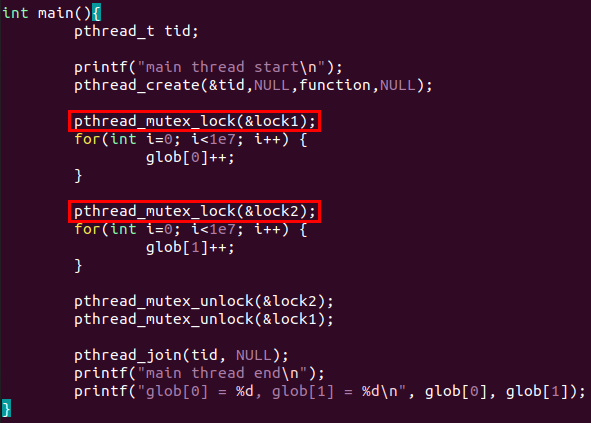 int main(){
        pthread_t tid;

        printf("main thread start\n");
        pthread_create(&tid,NULL,function,NULL);

        pthread_mutex_lock(&lock1);
        for(int i=0; i<1e7; i++) {
                glob[0]++;
        }

        pthread_mutex_lock(&lock2);
        for(int i=0; i<1e7; i++) {
                glob[1]++;
        }

        pthread_mutex_unlock(&lock2);
        pthread_mutex_unlock(&lock1);

        pthread_join(tid, NULL);
        printf("main thread end\n");
        printf("glob[0] = %d, glob[1] = %d\n", glob[0], glob[1]);
}